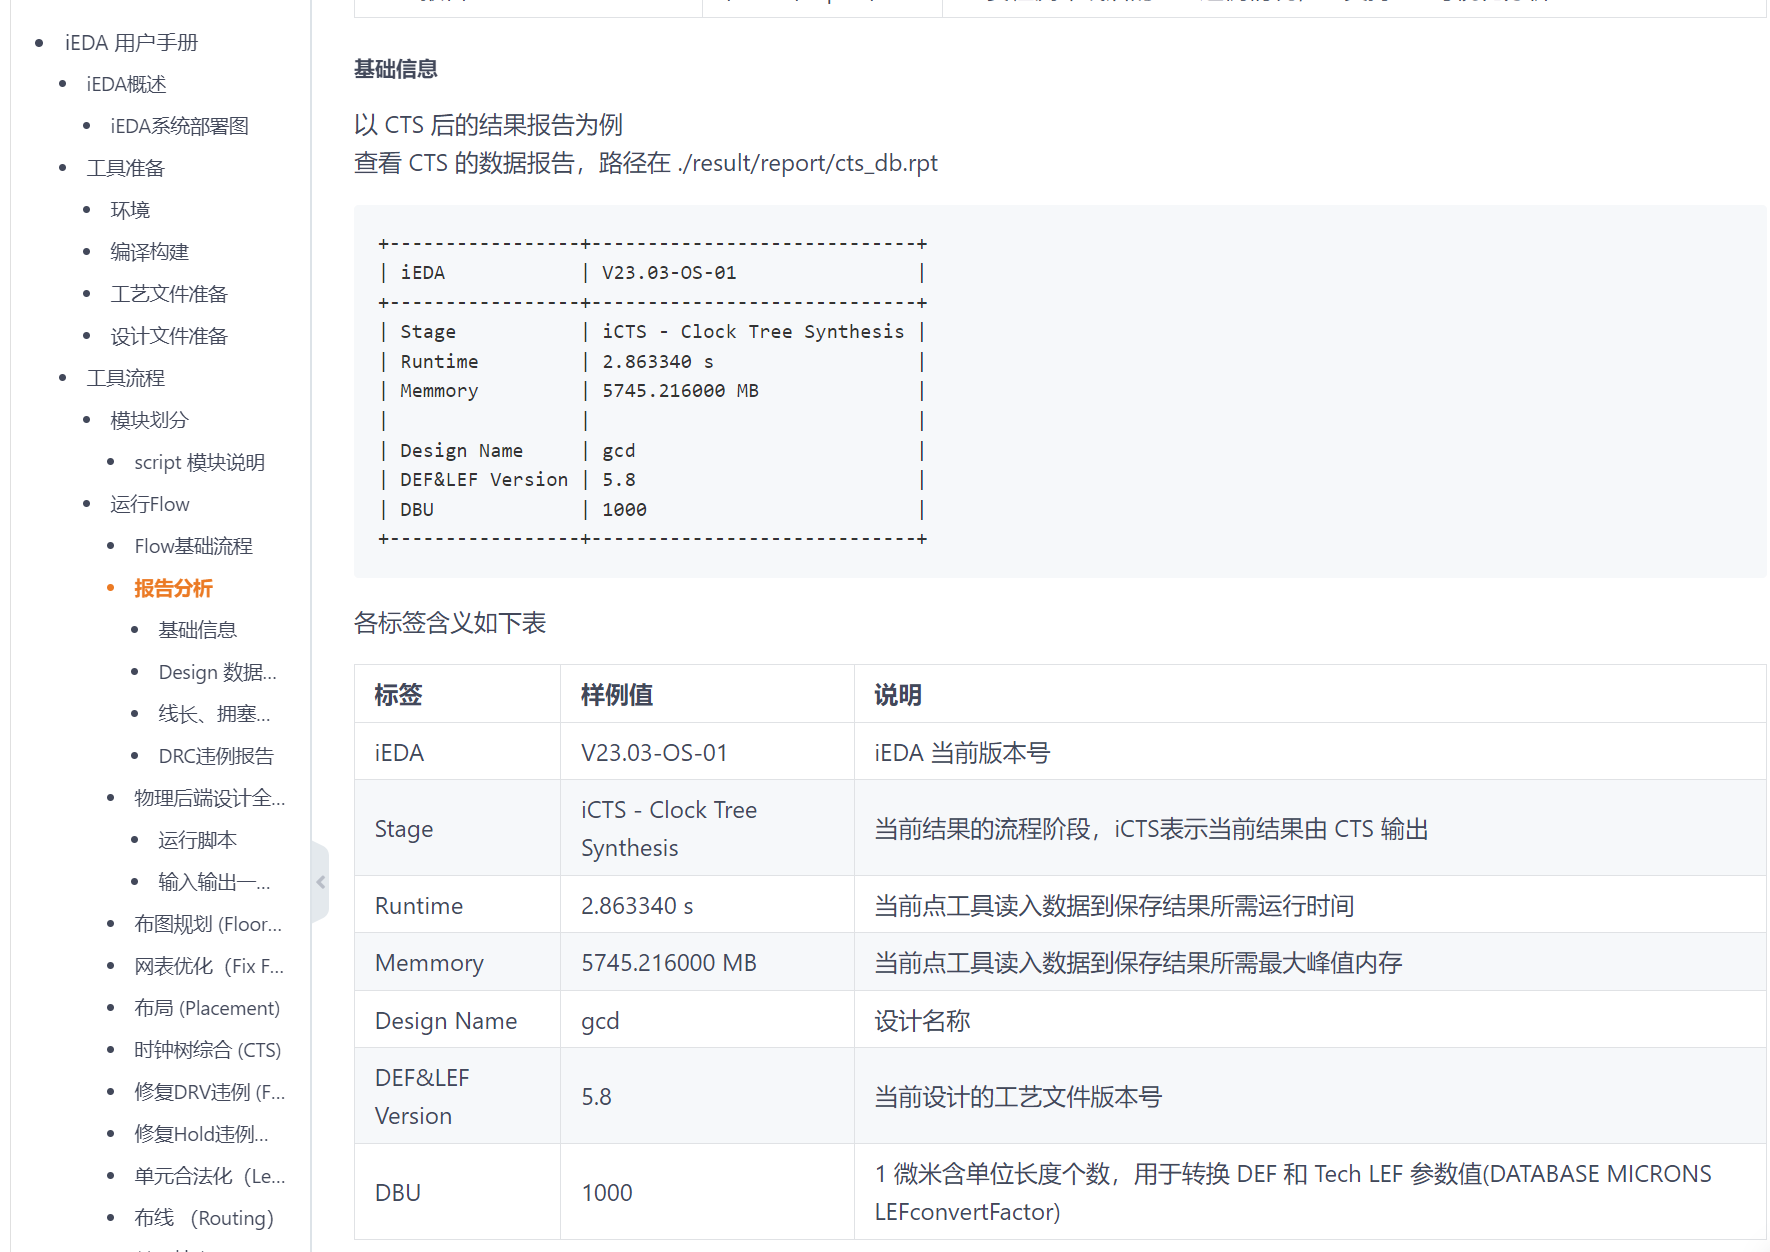 iEDA 用户手册
iEDA概述
iEDA系统部署图
工具准备
环境
编译构建
工艺文件准备
设计文件准备
工具流程
模块划分
script 模块说明
运行Flow
Flow基础流程
报告分析
基础信息
Design 数据...
线长、拥塞...
DRC违例报告
物理后端设计全...
运行脚本
输入输出一...
布图规划 (Floor...
网表优化（Fix F...
布局 (Placement)
时钟树综合 (CTS)
修复DRV违例 (F...
修复Hold违例...
单元合法化（Le...
布线 （Routing）
基础信息
以 CTS 后的结果报告为例
查看 CTS 的数据报告，路径在 ./result/report/cts_db.rpt
+-----------------+-----------------------------+
| iEDA            | V23.03-OS-01                |
+-----------------+-----------------------------+
| Stage           | iCTS - Clock Tree Synthesis |
| Runtime         | 2.863340 s                  |
| Memmory         | 5745.216000 MB              |
|                 |                             |
| Design Name     | gcd                         |
| DEF&LEF Version | 5.8                         |
| DBU             | 1000                        |
+-----------------+-----------------------------+
各标签含义如下表
标签 样例值 说明
iEDA V23.03-OS-01 iEDA 当前版本号
Stage iCTS - Clock Tree Synthesis 当前结果的流程阶段，iCTS表示当前结果由 CTS 输出
Runtime 2.863340 s 当前点工具读入数据到保存结果所需运行时间
Memmory 5745.216000 MB 当前点工具读入数据到保存结果所需最大峰值内存
Design Name gcd 设计名称
DEF&LEF Version 5.8 当前设计的工艺文件版本号
DBU 1000 1 微米含单位长度个数，用于转换 DEF 和 Tech LEF 参数值(DATABASE MICRONS
LEFconvertFactor)